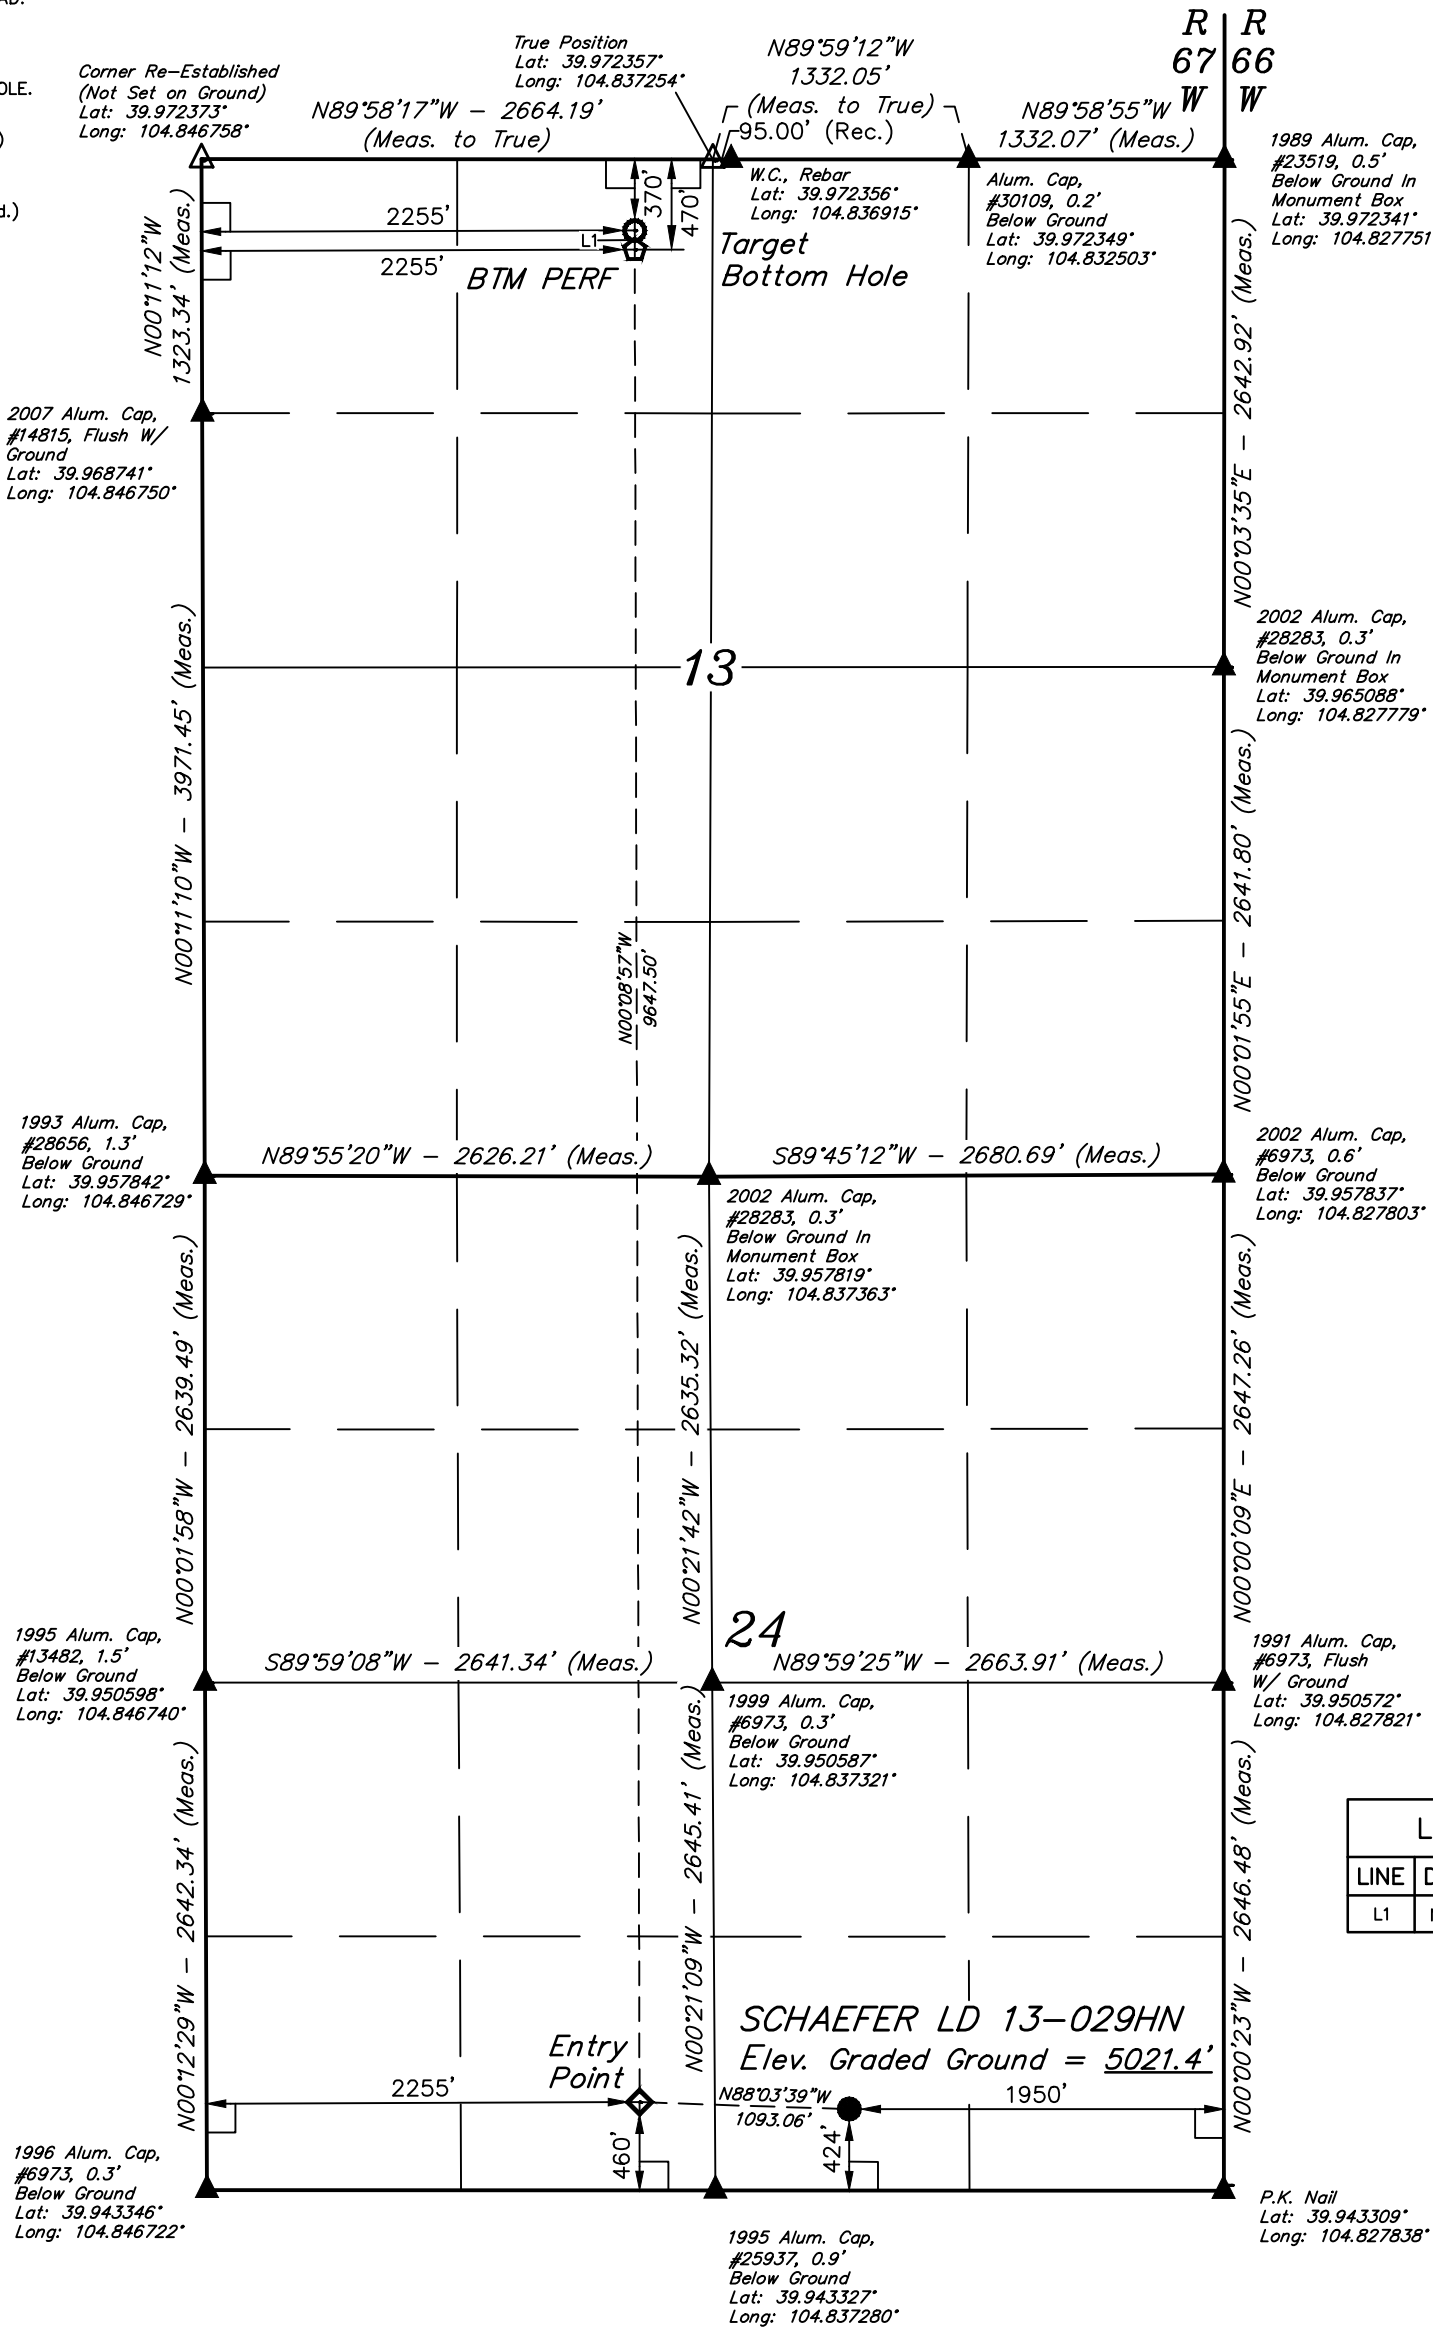 AD.
OLE.
)
d.)
R R
67 66
W W
Corner Re-Established
(Not Set on Ground)
Lat: 39.972373°
Long: 104.846758°
N89°58'17"W - 2664.19'
(Meas. to True)
True Position
Lat: 39.972357°
Long: 104.837254°
N89°59'12"W
1332.05'
(Meas. to True)
95.00' (Rec.)
N89°58'55"W
1332.07' (Meas.)
1989 Alum. Cap,
#23519, 0.5'
Below Ground In
Monument Box
Lat: 39.972341°
Long: 104.827751
W.C., Rebar
Lat: 39.972356°
Long: 104.836915°
Alum. Cap,
#30109, 0.2'
Below Ground
Lat: 39.972349°
Long: 104.832503°
370'
470'
2255'
L1
2255'
BTM PERF
Target
Bottom Hole
N00°11'12"W
1323.34' (Meas.)
N00°03'35"E - 2642.92' (Meas.)
2007 Alum. Cap,
#14815, Flush W/
Ground
Lat: 39.968741°
Long: 104.846750°
N00°11'10"W - 3971.45' (Meas.)
13
2002 Alum. Cap,
#28283, 0.3'
Below Ground In
Monument Box
Lat: 39.965088°
Long: 104.827779°
N00°01'55"E - 2641.80' (Meas.)
N00°08'57"W
9647.50'
1993 Alum. Cap,
#28656, 1.3'
Below Ground
Lat: 39.957842°
Long: 104.846729°
N89°55'20"W - 2626.21' (Meas.)
S89°45'12"W - 2680.69' (Meas.)
2002 Alum. Cap,
#6973, 0.6'
Below Ground
Lat: 39.957837°
Long: 104.827803°
2002 Alum. Cap,
#28283, 0.3'
Below Ground In
Monument Box
Lat: 39.957819°
Long: 104.837363°
N00°01'58"W - 2639.49' (Meas.)
N00°21'42"W - 2635.32' (Meas.)
N00°00'09"E - 2647.26' (Meas.)
24
1995 Alum. Cap,
#13482, 1.5'
Below Ground
Lat: 39.950598°
Long: 104.846740°
S89°59'08"W - 2641.34' (Meas.)
N89°59'25"W - 2663.91' (Meas.)
1991 Alum. Cap,
#6973, Flush
W/ Ground
Lat: 39.950572°
Long: 104.827821°
1999 Alum. Cap,
#6973, 0.3'
Below Ground
Lat: 39.950587°
Long: 104.837321°
N00°12'29"W - 2642.34' (Meas.)
N00°21'09"W - 2645.41' (Meas.)
N00°00'23"W - 2646.48' (Meas.)
L
LINE
L1
SCHAEFER LD 13-029HN
Elev. Graded Ground = 5021.4'
Entry
Point
2255'
N88°03'39"W
1093.06'
1950'
460'
424'
1996 Alum. Cap,
#6973, 0.3'
Below Ground
Lat: 39.943346°
Long: 104.846722°
P.K. Nail
Lat: 39.943309°
Long: 104.827838°
1995 Alum. Cap,
#25937, 0.9'
Below Ground
Lat: 39.943327°
Long: 104.837280°